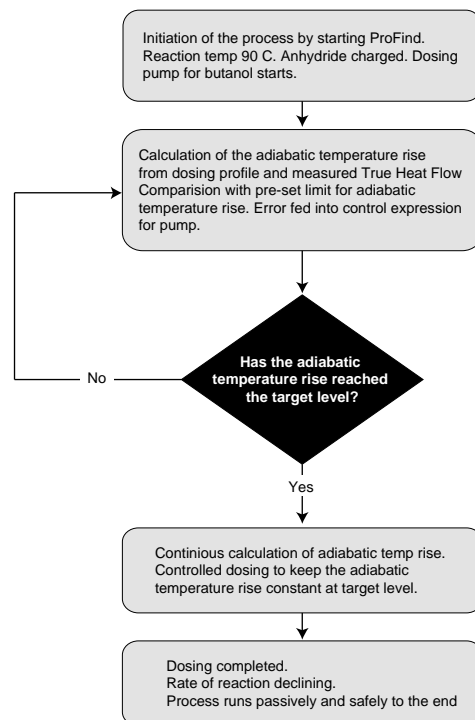 Initiation of the process by starting ProFind.
Reaction temp 90 C. Anhydride charged. Dosing
pump for butanol starts.
Calculation of the adiabatic temperature rise
from dosing profile and measured True Heat Flow
Comparision with pre-set limit for adiabatic
temperature rise. Error fed into control expression
for pump.
Has the adiabatic
temperature rise reached
the target level?
No
Yes
Continious calculation of adiabatic temp rise.
Controlled dosing to keep the adiabatic
temperature rise constant at target level.
Dosing completed.
Rate of reaction declining.
Process runs passively and safely to the end